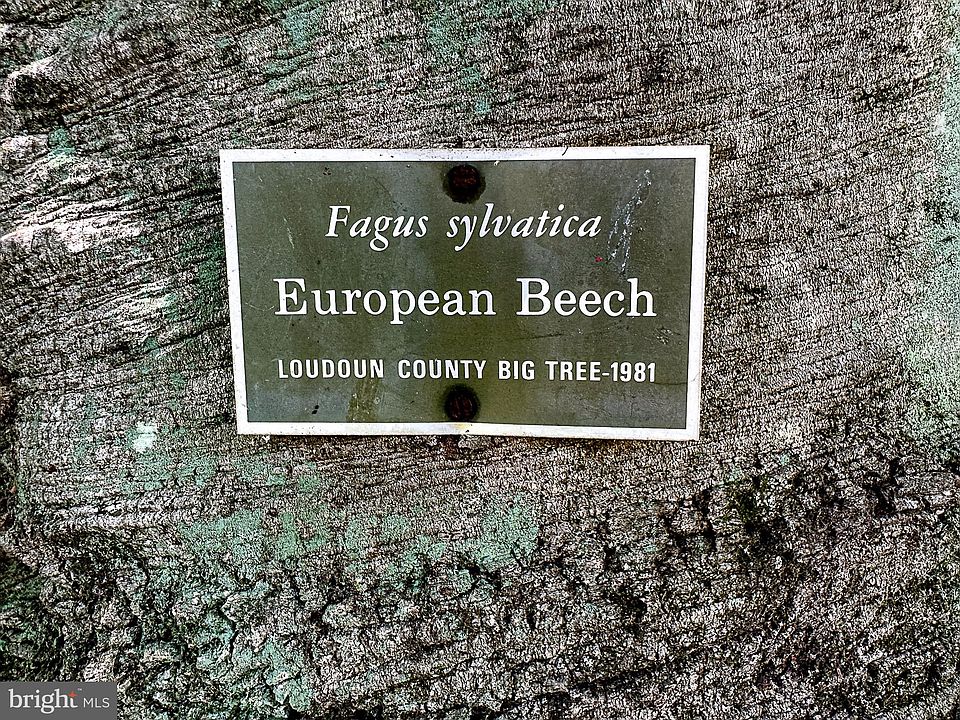 Fagus sylvatica
European Beech
LOUDOUN COUNTY BIG TREE-1981
bright MLS